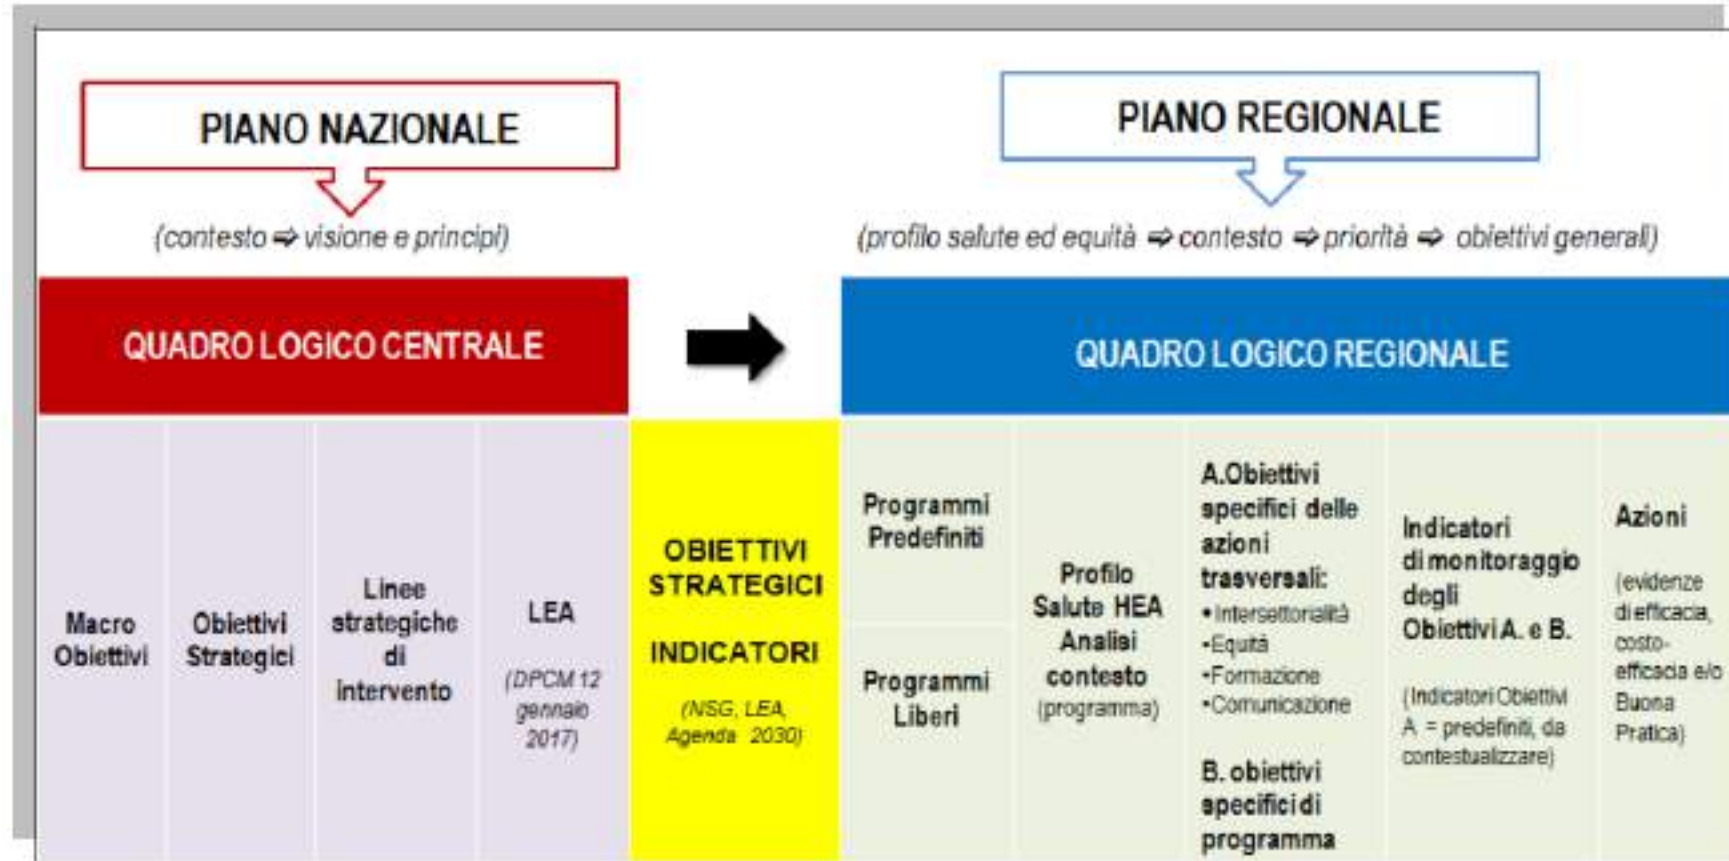 PIANO NAZIONALE
(contesto ⇨ visione e principi)
PIANO REGIONALE
(profilo salute ed equità ⇨ contesto ⇨ priorità ⇨ obiettivi generali)
QUADRO LOGICO CENTRALE
QUADRO LOGICO REGIONALE
Macro
Obiettivi
Obiettivi
Strategici
Linee
strategiche
di
intervento
LEA
(DPCM 12
gennaio
2017)
OBIETTIVI
STRATEGICI
INDICATORI
(NSG, LEA,
Agenda 2030)
Programmi
Predefiniti
Programmi
Liberi
Profilo
Salute HEA
Analisi
contesto
(programma)
A.Obiettivi
specifici delle
azioni
trasversali:
•Intersettorialità
•Equità
•Formazione
•Comunicazione
B. obiettivi
specifici di
programma
Indicatori
di monitoraggio
degli
Obiettivi A. e B.
(Indicatori Obiettivi
A = predefiniti, da
contestualizzare)
Azioni
(evidenze
di efficacia,
costo-
efficacia e/o
Buona
Pratica)